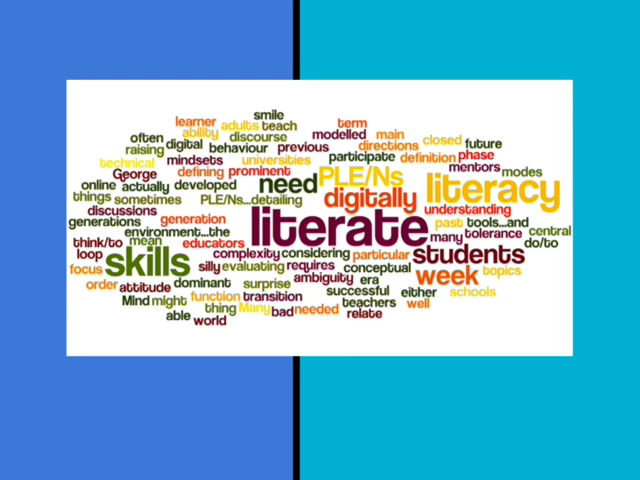 smile
learner adults teach term
ability discourse modelled main
often digital behaviour previous directions closed future
raising participate definition phase
technical mindsets universities mentors
George defining prominent need PLE/Ns modes
online actually developed literacy
things sometimes PLE/Ns...detailing digitally
discussions understanding
generations generation literate past tools...and
environment...the many tolerance central
think/to mean educators do/to
loop skills complexity considering particular students
focus silly evaluating requires conceptual week topics
order attitude dominant surprise ambiguity era
Mind might function transition successful either schools
thing Many bad needed teachers well
able world relate